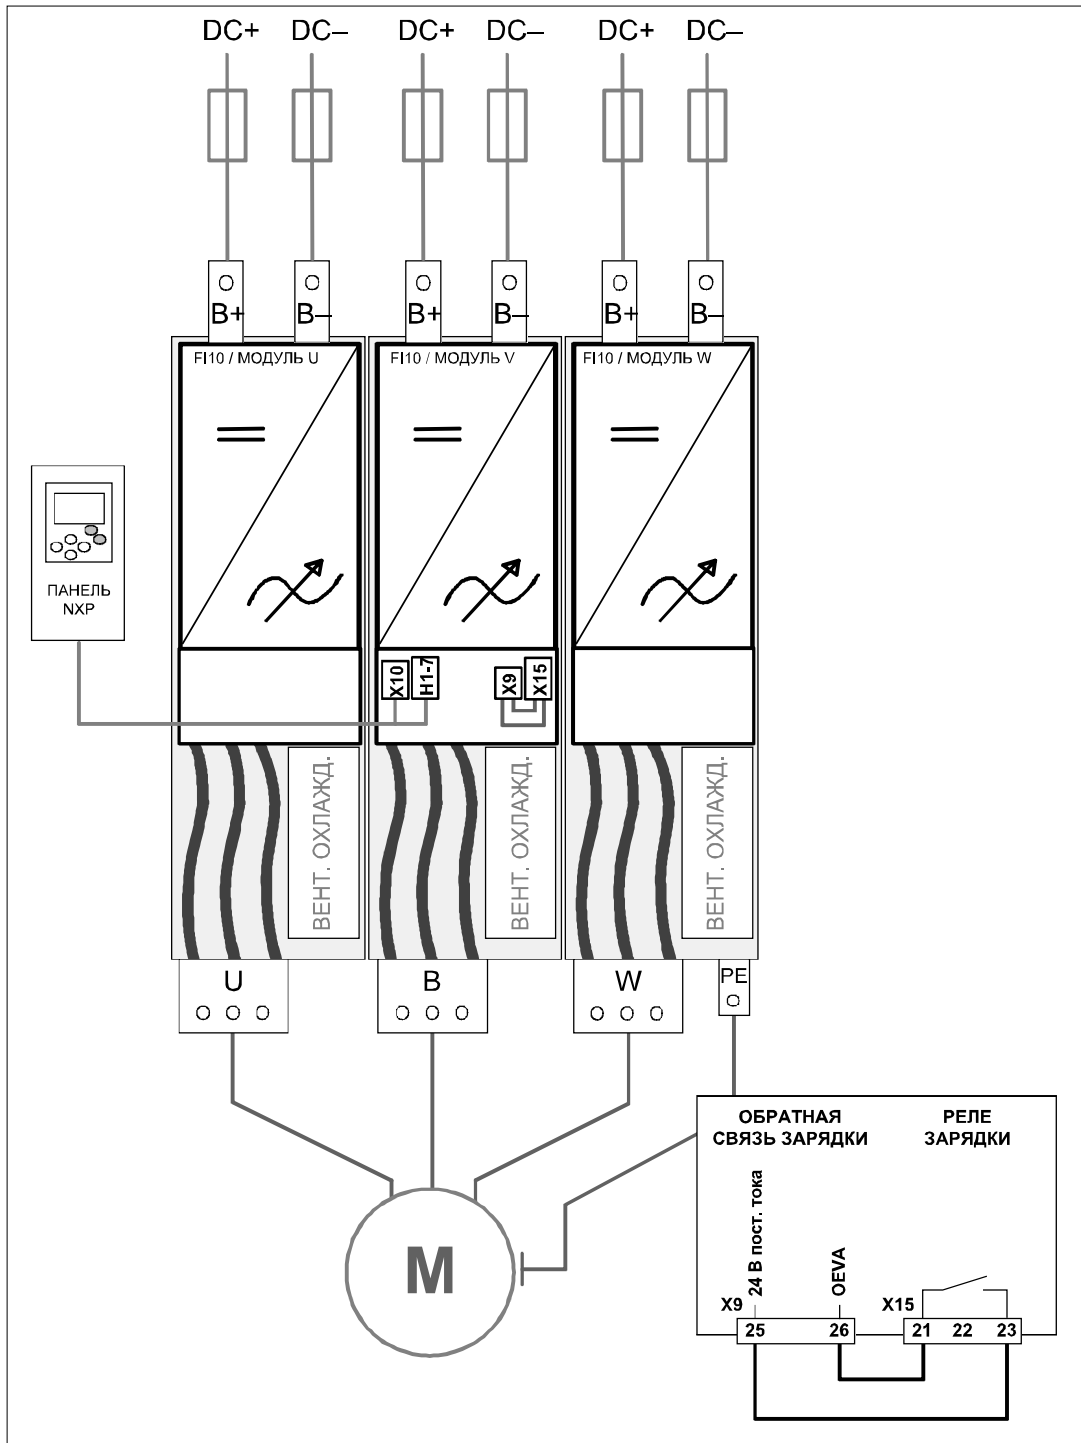 DC+ DC– DC+ DC– DC+ DC–
B+ B– B+ B– B+ B–
FI10 / МОДУЛЬ U FI10 / МОДУЛЬ V FI10 / МОДУЛЬ W
ПАНЕЛЬ
NXP
X10 H1-7 X9 X15
ВЕНТ. ОХЛАЖД. ВЕНТ. ОХЛАЖД. ВЕНТ. ОХЛАЖД.
U B W PE
M
ОБРАТНАЯ
СВЯЗЬ ЗАРЯДКИ
РЕЛЕ
ЗАРЯДКИ
24 В пост. тока
OEVA
X9 X15
25 26 21 22 23